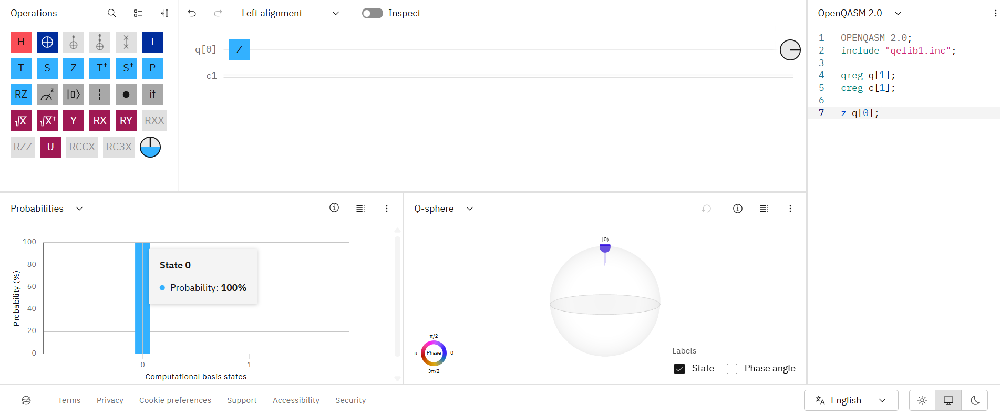 Operations
Left alignment
Inspect
OpenQASM 2.0
H
I
T S Z T† S† P
RZ z |0⟩ if
√X √X† Y RX RY RXX
RZZ U RCCX RC3X
q[0] Z
c1
1 OPENQASM 2.0;
2 include "qelib1.inc";
3
4 qreg q[1];
5 creg c[1];
6
7 z q[0];
Probabilities
Probability (%)
100
80
60
40
20
0
State 0
Probability: 100%
0 1
Computational basis states
Q-sphere
|0⟩
π/2
π Phase 0
3π/2
Labels
State Phase angle
Terms Privacy Cookie preferences Support Accessibility Security
English